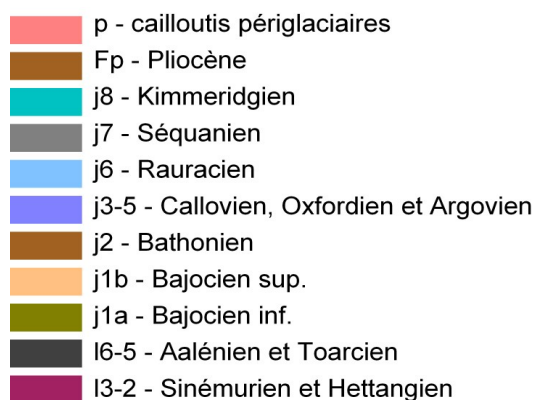 p - cailloutis périglaciaires
Fp - Pliocène
j8 - Kimmeridgien
j7 - Séquanien
j6 - Rauracien
j3-5 - Callovien, Oxfordien et Argovien
j2 - Bathonien
j1b - Bajocien sup.
j1a - Bajocien inf.
l6-5 - Aalénien et Toarcien
l3-2 - Sinémurien et Hettangien